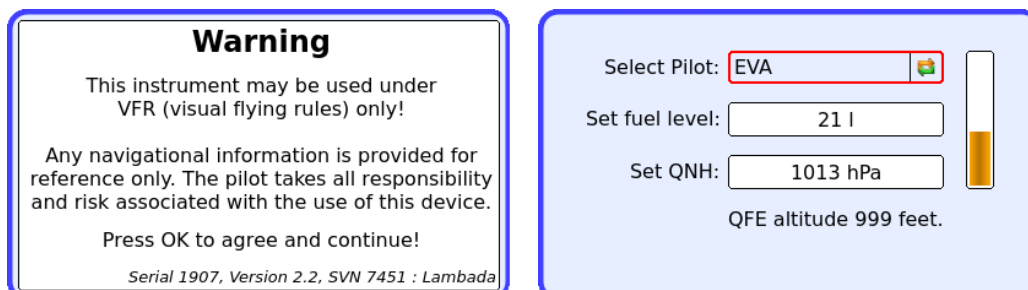 Warning
This instrument may be used under
VFR (visual flying rules) only!
Any navigational information is provided for
reference only. The pilot takes all responsibility
and risk associated with the use of this device.
Press OK to agree and continue!
Serial 1907, Version 2.2, SVN 7451 : Lambada
Select Pilot: EVA
Set fuel level: 21 l
Set QNH: 1013 hPa
QFE altitude 999 feet.